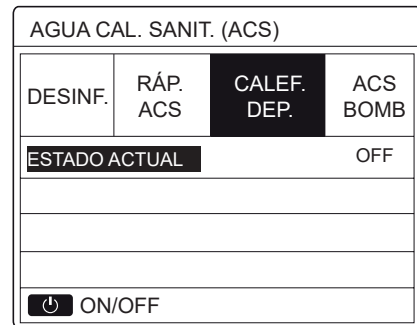 AGUA CAL. SANIT. (ACS)
DESINF. RÁP. ACS CALEF. DEP. ACS BOMB
ESTADO ACTUAL OFF
ON/OFF